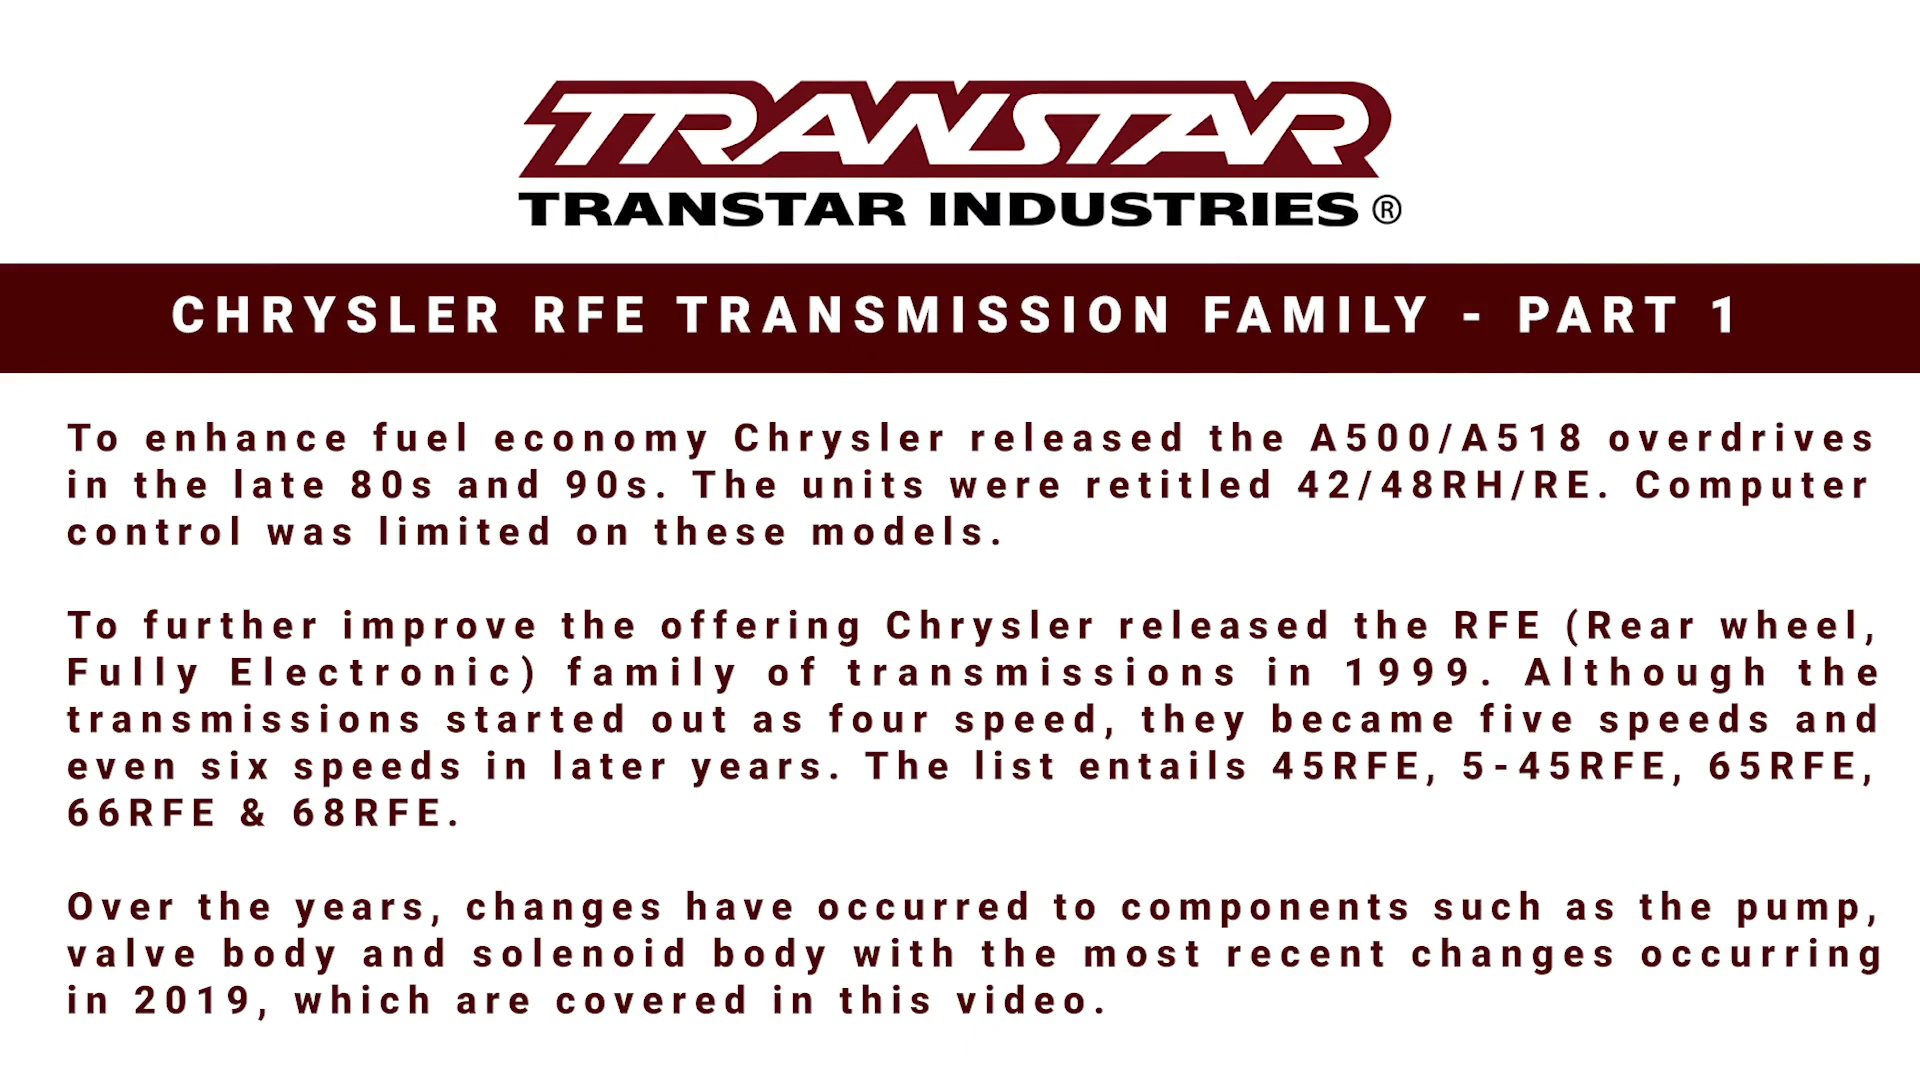 TRANSTAR
TRANSTAR INDUSTRIES ®
CHRYSLER RFE TRANSMISSION FAMILY - PART 1
To enhance fuel economy Chrysler released the A500/A518 overdrives
in the late 80s and 90s. The units were retitled 42/48RH/RE. Computer
control was limited on these models.
To further improve the offering Chrysler released the RFE (Rear wheel,
Fully Electronic) family of transmissions in 1999. Although the
transmissions started out as four speed, they became five speeds and
even six speeds in later years. The list entails 45RFE, 5-45RFE, 65RFE,
66RFE & 68RFE.
Over the years, changes have occurred to components such as the pump,
valve body and solenoid body with the most recent changes occurring
in 2019, which are covered in this video.